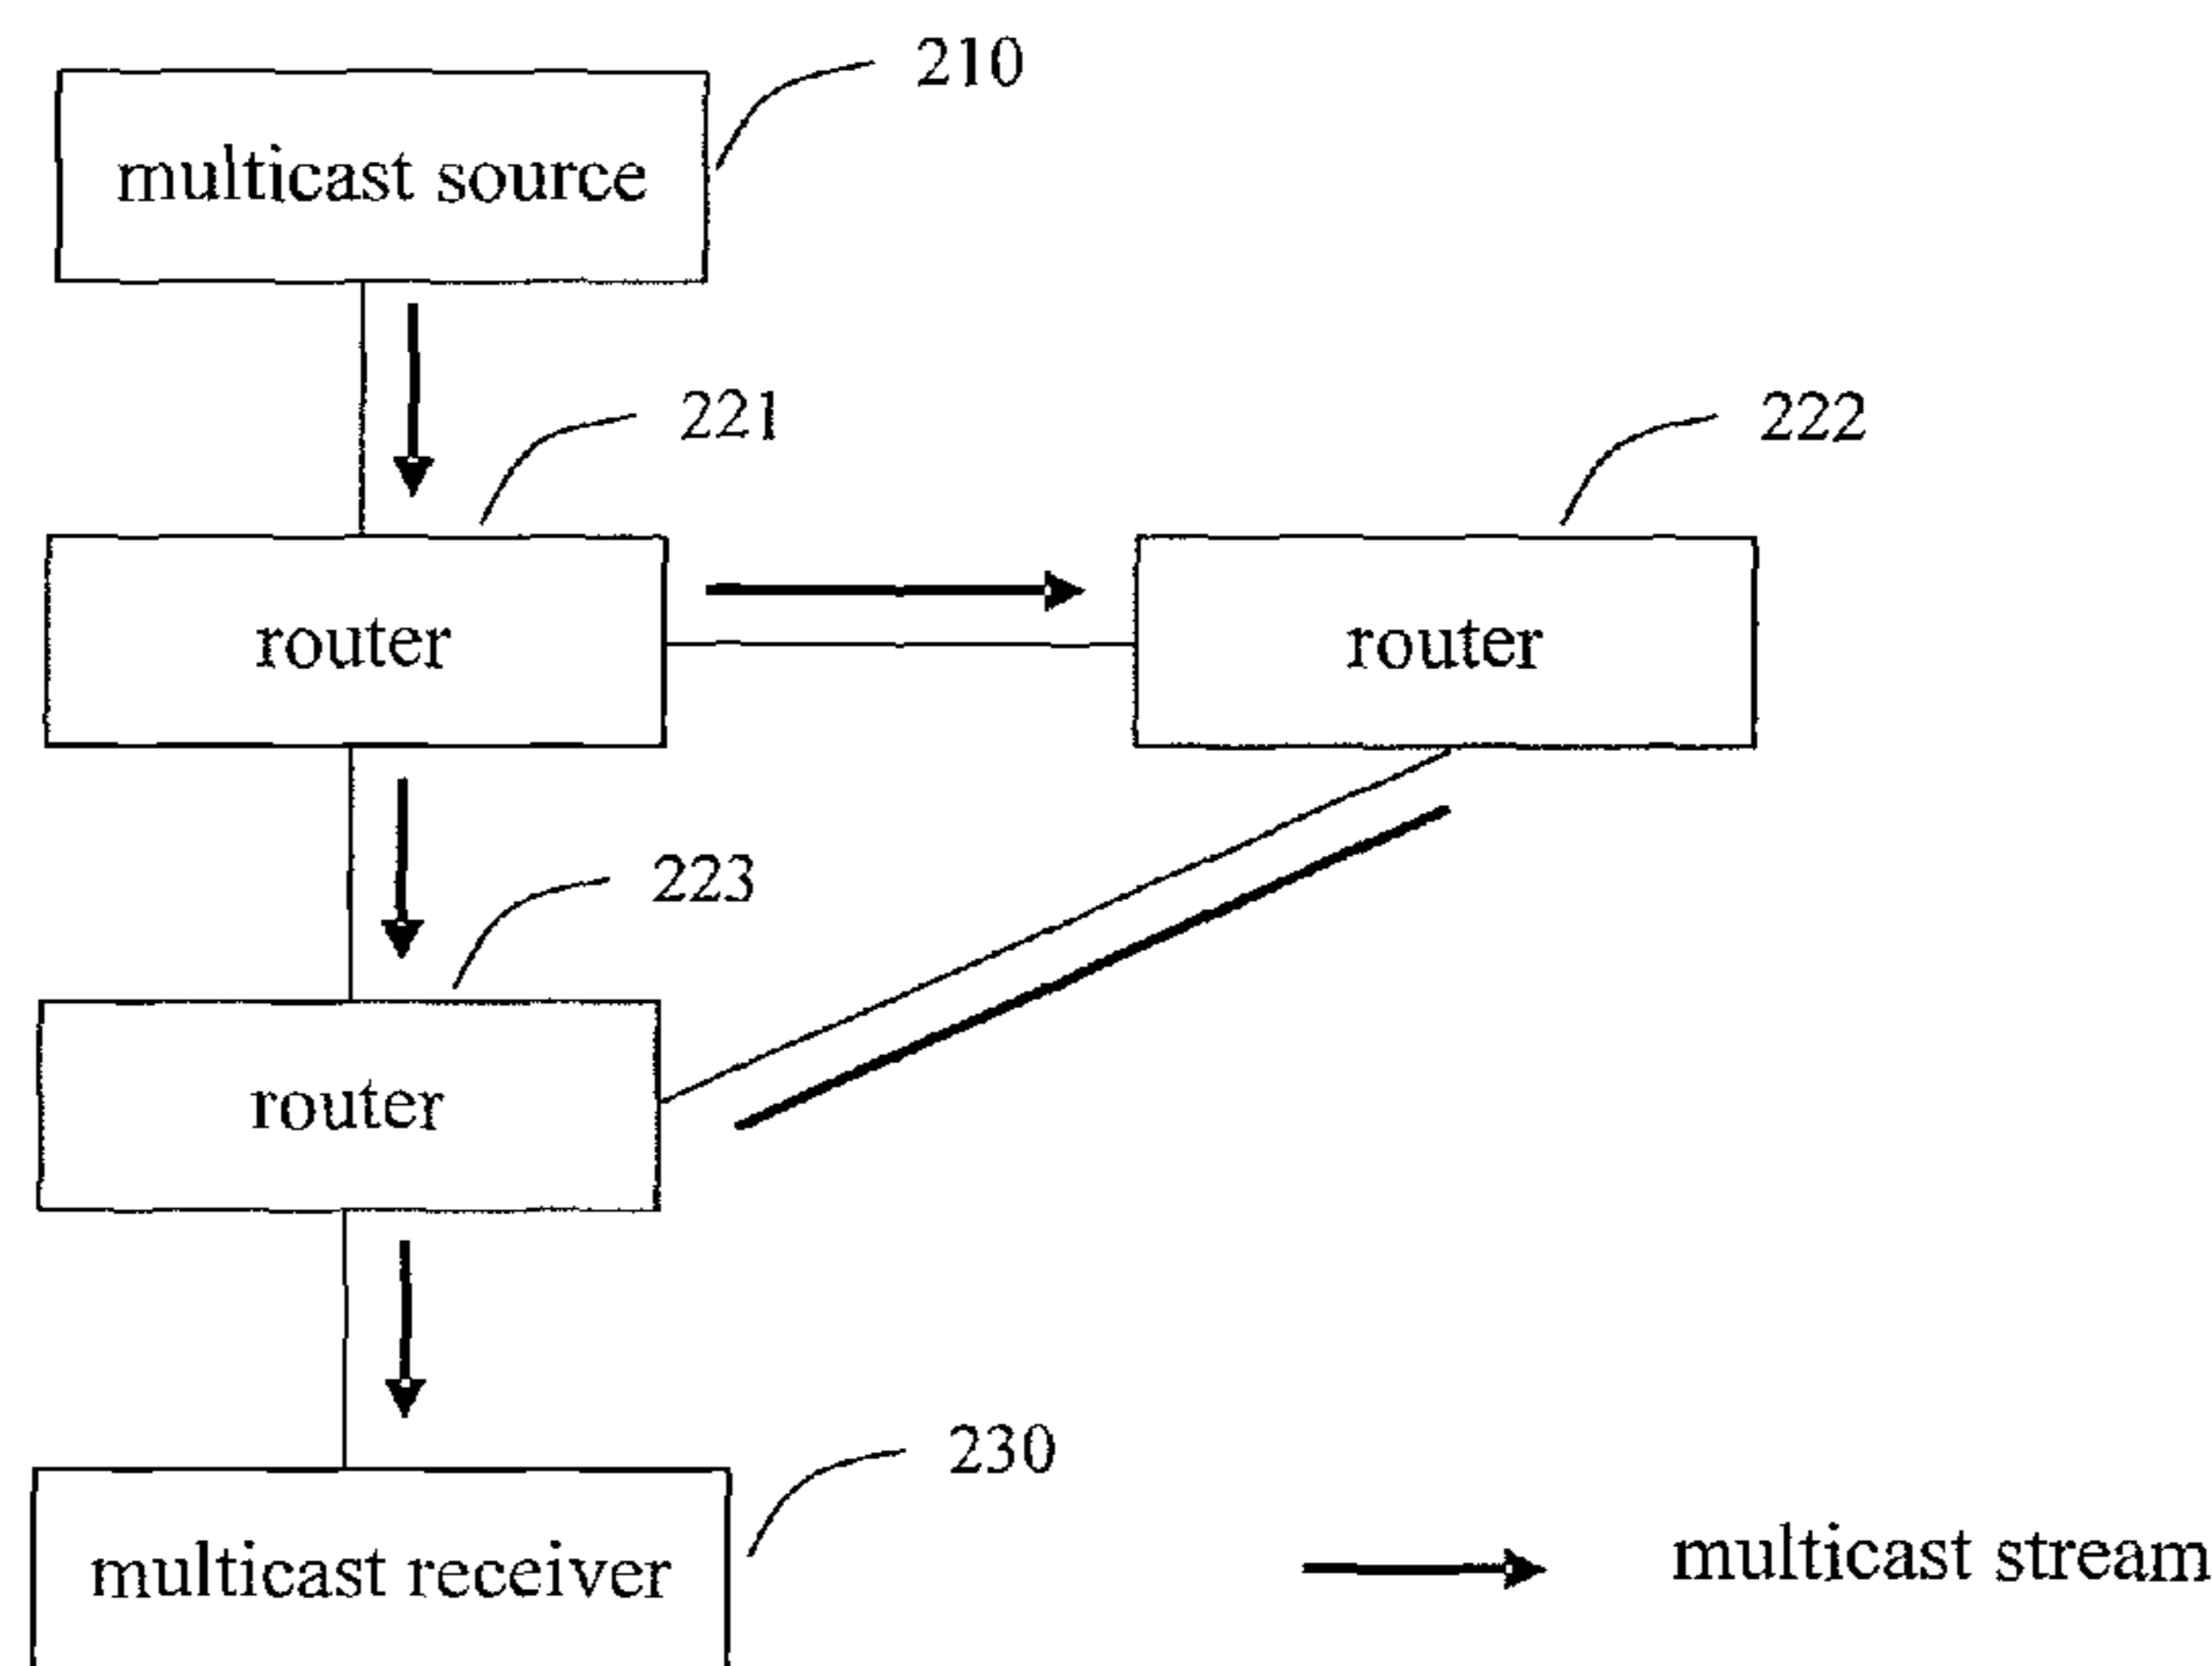 210
multicast source
221
222
router
router
223
router
230
multicast receiver
multicast stream